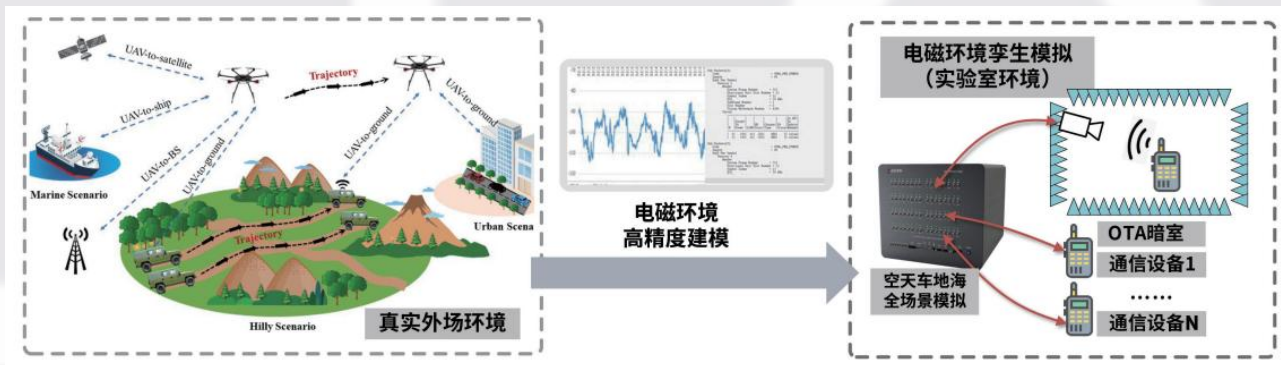 UAV-to-satellite
Trajectory
UAV-to-ship
UAV-to-BS
UAV-to-ground
UAV-to-ground
UAV-to-ground
Marine Scenario
Urban Scena
Trajectory
Hilly Scenario
真实外场环境
电磁环境
高精度建模
电磁环境孪生模拟
（实验室环境）
空天车地海
全场景模拟
OTA暗室
通信设备1
……
通信设备N